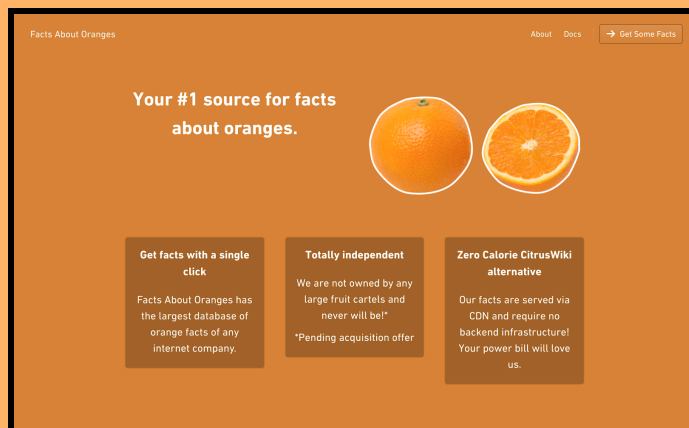 Facts About Oranges
About
Docs
Get Some Facts
Your #1 source for facts
about oranges.
Get facts with a single
click
Facts About Oranges has
the largest database of
orange facts of any
internet company.
Totally independent
We are not owned by any
large fruit cartels and
never will be!*
*Pending acquisition offer
Zero Calorie CitrusWiki
alternative
Our facts are served via
CDN and require no
backend infrastructure!
Your power bill will love
us.